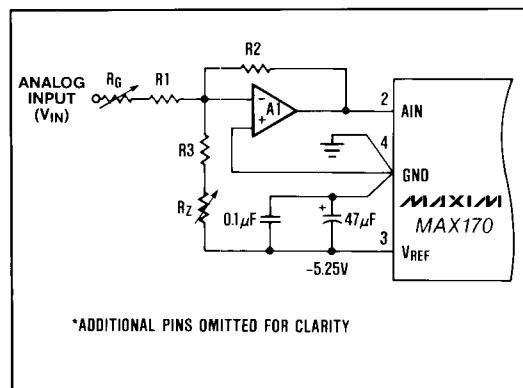 R2
ANALOG
INPUT
(VIN)
RG
R1
2
AIN
-
A1
+
4
R3
GND
MAXIM
MAX170
RZ
0.1µF
+
47µF
3
VREF
-5.25V
*ADDITIONAL PINS OMITTED FOR CLARITY